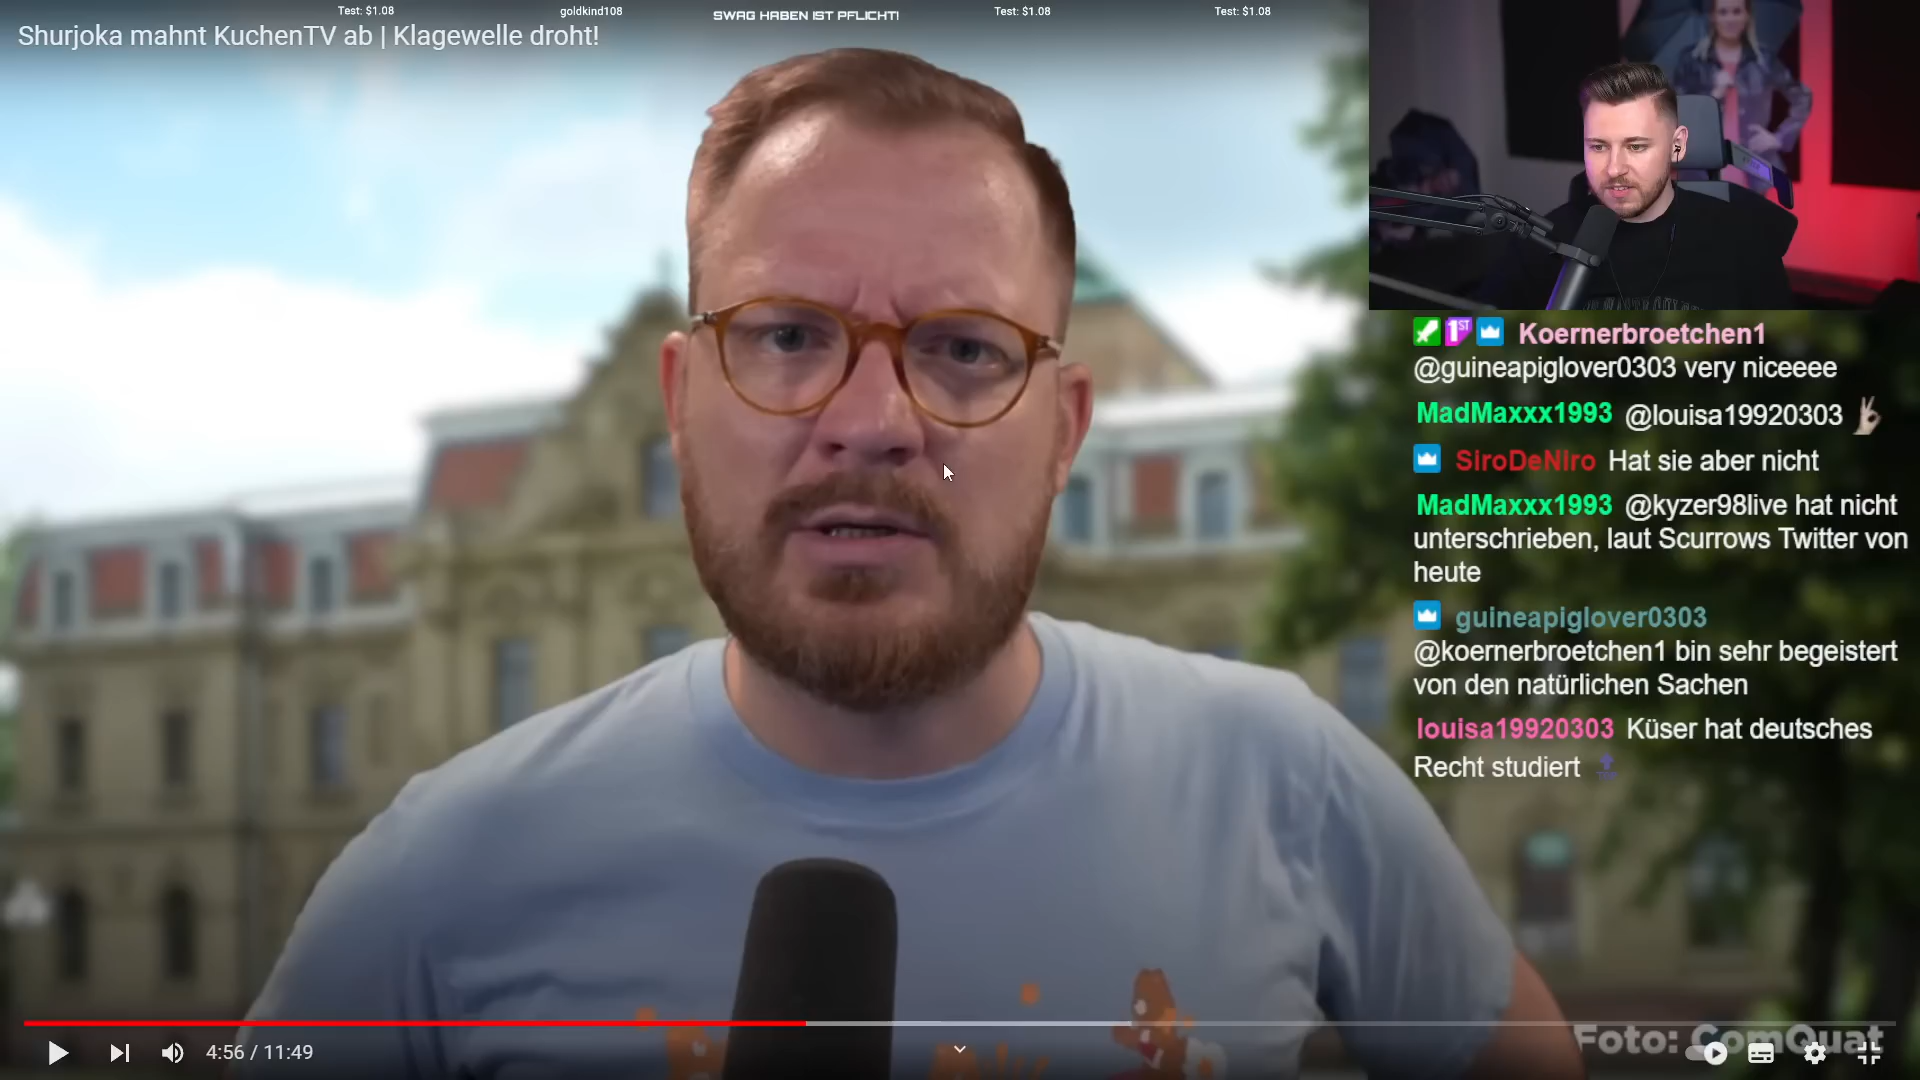 Test: $1.08
goldkind108
SWAG HABEN IST PFLICHT!
Test: $1.08
Test: $1.08
Shurjoka mahnt KuchenTV ab | Klagewelle droht!
1ST Koernerbroetchen1
@guineapiglover0303 very niceeee
MadMaxxx1993 @louisa19920303
SiroDeNiro Hat sie aber nicht
MadMaxxx1993 @kyzer98live hat nicht
unterschrieben, laut Scurrows Twitter von
heute
guineapiglover0303
@koernerbroetchen1 bin sehr begeistert
von den natürlichen Sachen
louisa19920303 Küser hat deutsches
Recht studiert
4:56 / 11:49
Foto: ComQuat